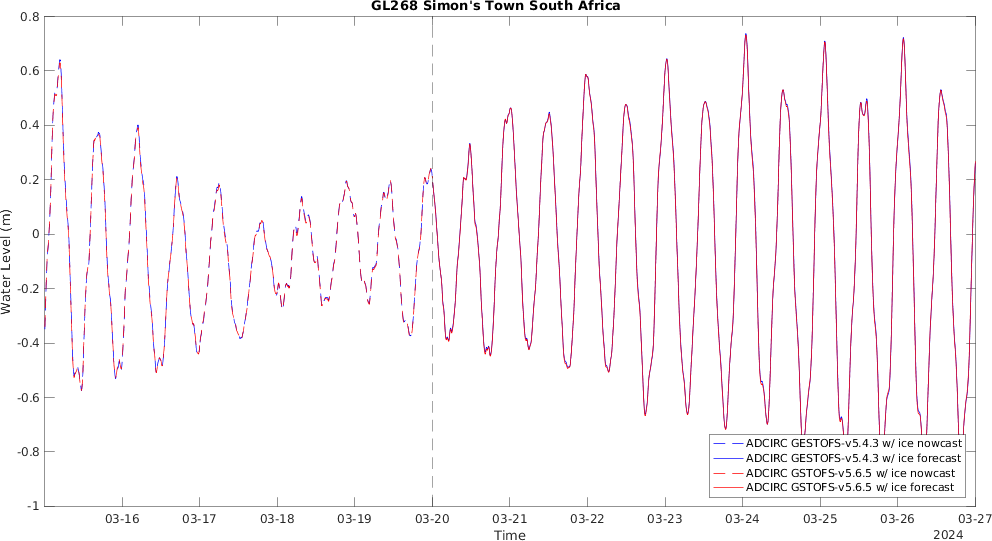 GL268 Simon's Town South Africa
0.8
0.6
0.4
0.2
0
-0.2
-0.4
-0.6
-0.8
-1
Water Level (m)
ADCIRC GESTOFS-v5.4.3 w/ ice nowcast
ADCIRC GESTOFS-v5.4.3 w/ ice forecast
ADCIRC GSTOFS-v5.6.5 w/ ice nowcast
ADCIRC GSTOFS-v5.6.5 w/ ice forecast
03-16 03-17 03-18 03-19 03-20 03-21 03-22 03-23 03-24 03-25 03-26 03-27
Time
2024